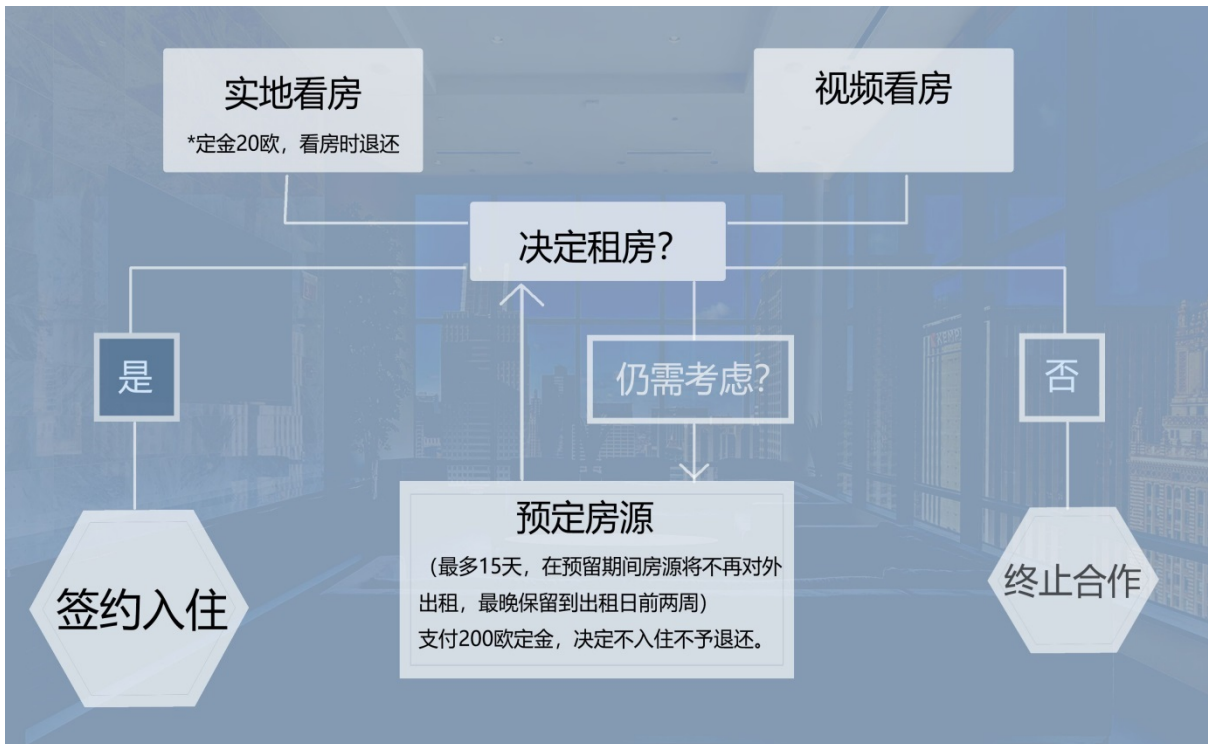 实地看房
*定金20欧，看房时退还
视频看房
决定租房？
是
仍需考虑？
否
预定房源
（最多15天，在预留期间房源将不再对外
出租，最晚保留到出租日前两周）
支付200欧定金，决定不入住不予退还。
签约入住
终止合作